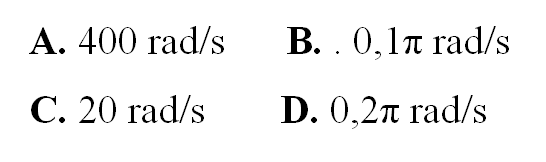 A. 400 rad/s B. . 0,1π rad/s
C. 20 rad/s D. 0,2π rad/s